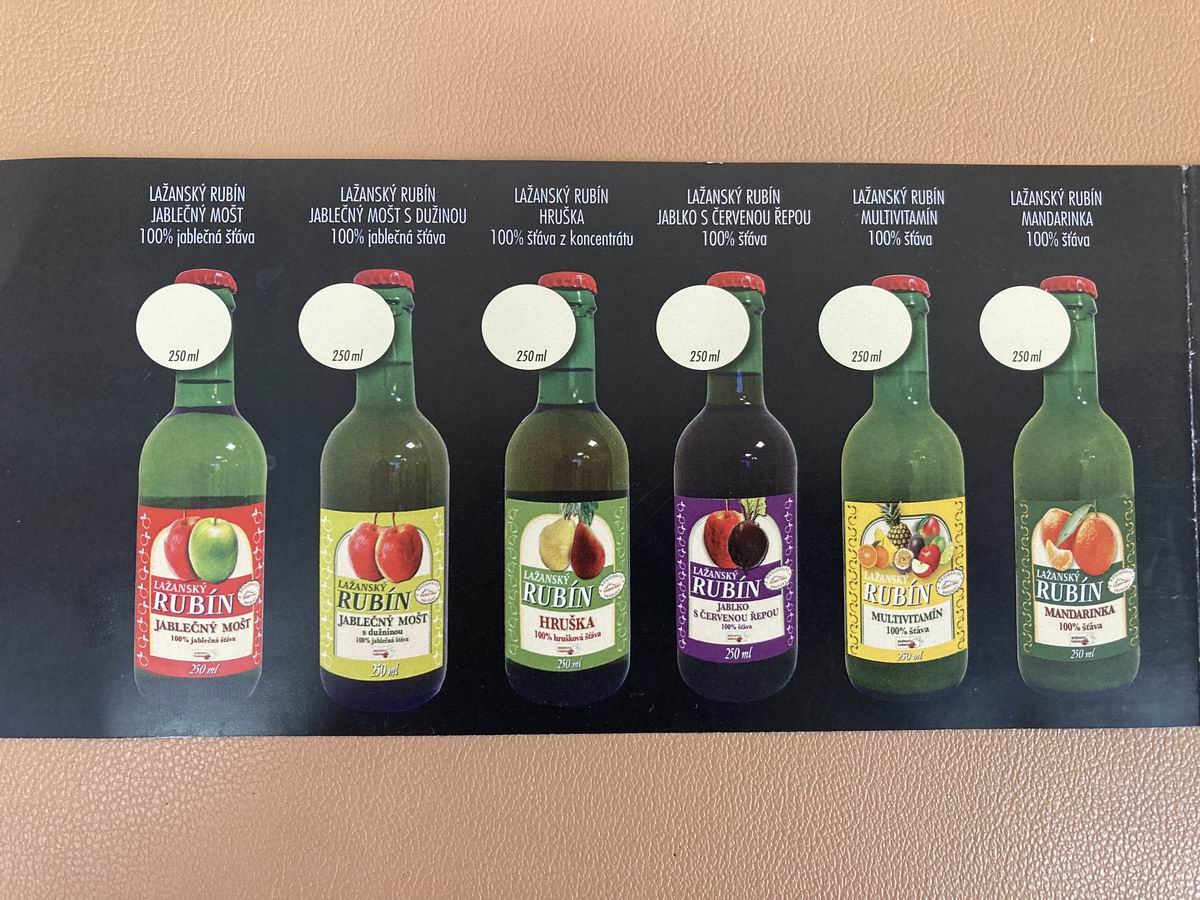 LAŽANSKÝ RUBÍN
JABLEČNÝ MOŠT
100% jablečná šťáva
LAŽANSKÝ RUBÍN
JABLEČNÝ MOŠT S DUŽINOU
100% jablečná šťáva
LAŽANSKÝ RUBÍN
HRUŠKA
100% šťáva z koncentrátu
LAŽANSKÝ RUBÍN
JABLKO S ČERVENOU ŘEPOU
100% šťáva
LAŽANSKÝ RUBÍN
MULTIVITAMÍN
100% šťáva
LAŽANSKÝ RUBÍN
MANDARINKA
100% šťáva
250 ml
250 ml
250 ml
250 ml
250 ml
250 ml
LAŽANSKÝ
RUBÍN
JABLEČNÝ MOŠT
100% jablečná šťáva
250 ml
LAŽANSKÝ
RUBÍN
JABLEČNÝ MOŠT
s dužninou
100% jablečná šťáva
250 ml
LAŽANSKÝ
RUBÍN
HRUŠKA
100% hrušková šťáva
250 ml
LAŽANSKÝ
RUBÍN
JABLKO
S ČERVENOU ŘEPOU
100% šťáva
250 ml
LAŽANSKÝ
RUBÍN
MULTIVITAMÍN
100% šťáva
250 ml
LAŽANSKÝ
RUBÍN
MANDARINKA
100% šťáva
250 ml